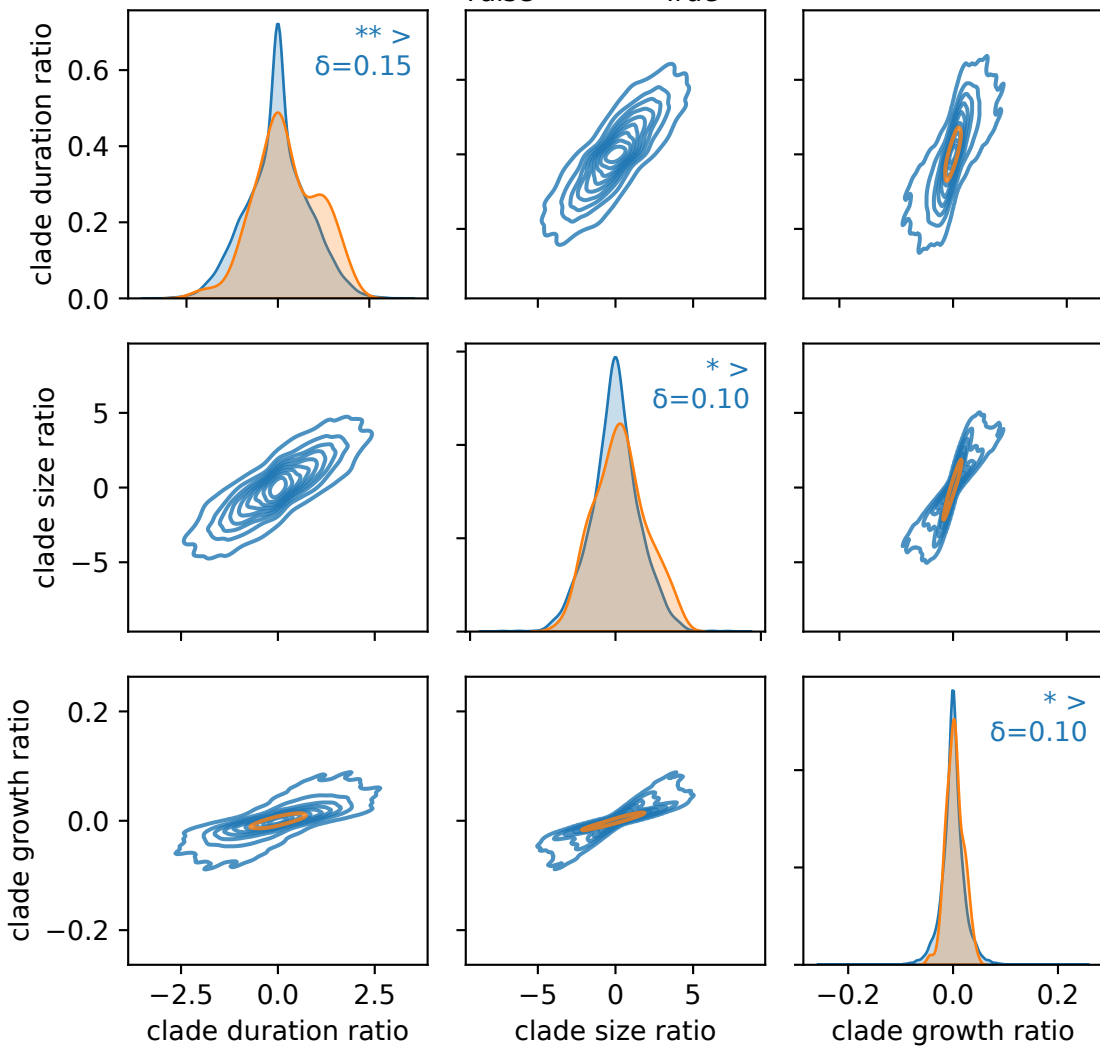 clade duration ratio
0.6
0.4
0.2
0.0
** >
δ=0.15
clade size ratio
5
0
−5
* >
δ=0.10
clade growth ratio
0.2
0.0
−0.2
* >
δ=0.10
−2.5 0.0 2.5
−5 0 5
−0.2 0.0 0.2
clade duration ratio
clade size ratio
clade growth ratio